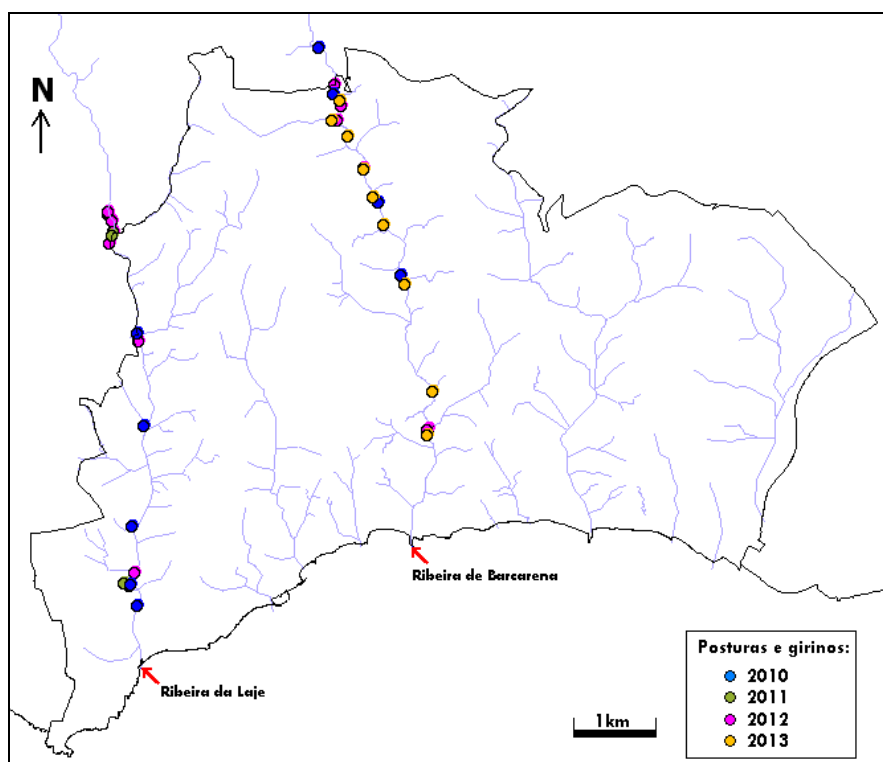 N
Ribeira de Barcarena
Ribeira da Laje
Posturas e girinos:
2010
2011
2012
2013
1km